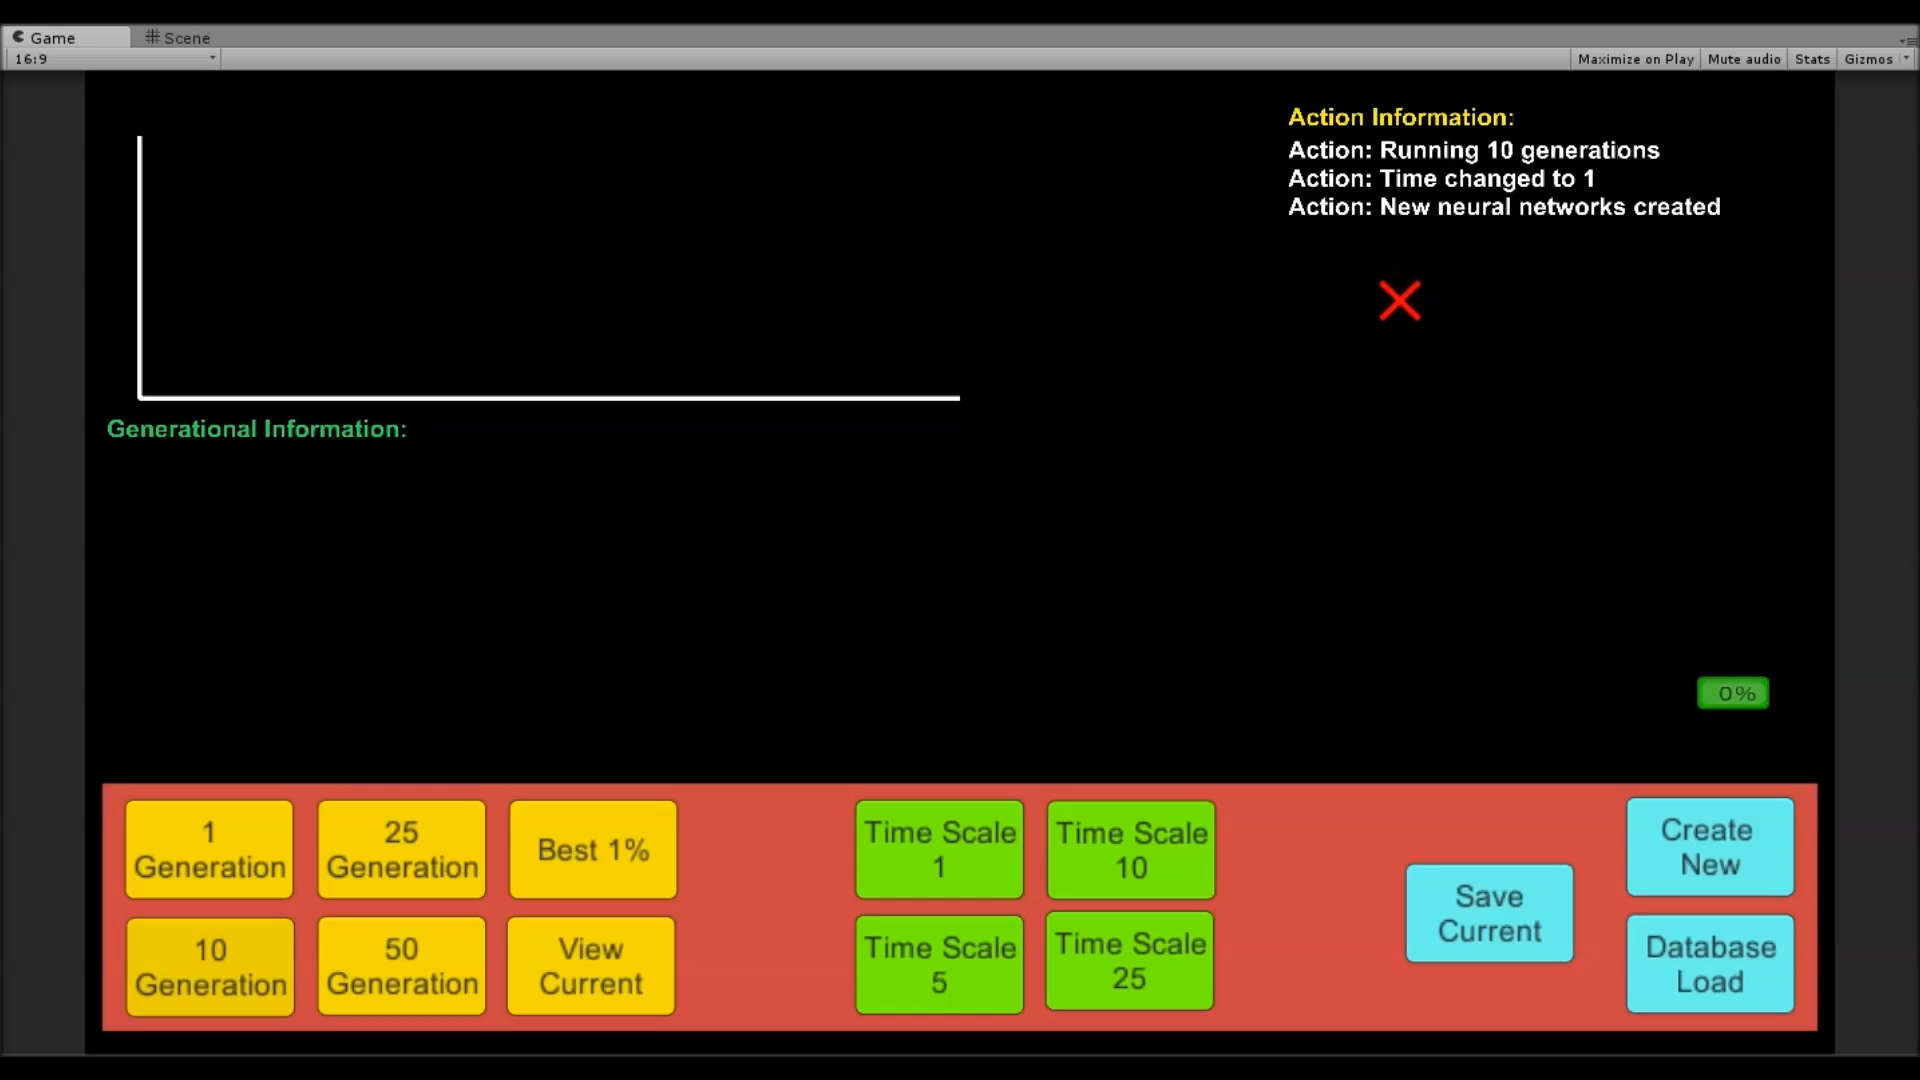 Game
Scene
16:9
Maximize on Play
Mute audio
Stats
Gizmos
Action Information:
Action: Running 10 generations
Action: Time changed to 1
Action: New neural networks created
Generational Information:
0%
1
Generation
25
Generation
Best 1%
Time Scale
1
Time Scale
10
Save
Current
Create
New
10
Generation
50
Generation
View
Current
Time Scale
5
Time Scale
25
Database
Load